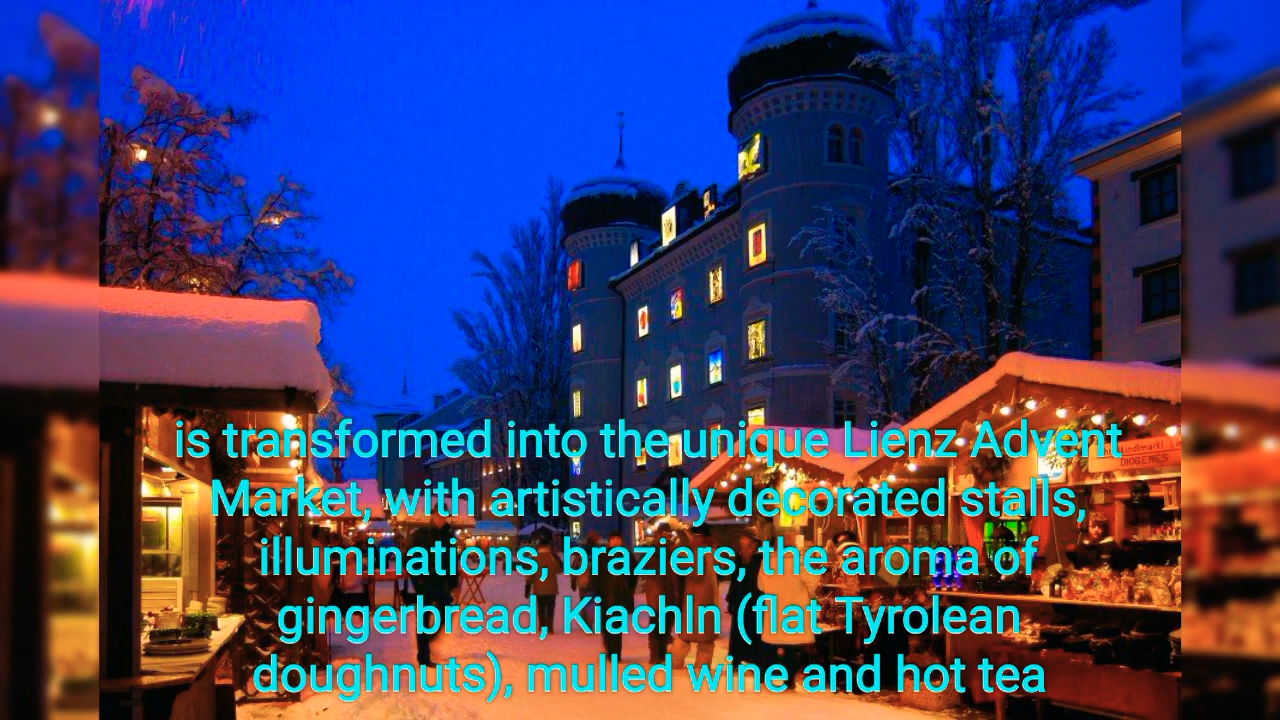 is transformed into the unique Lienz Advent
Market, with artistically decorated stalls,
illuminations, braziers, the aroma of
gingerbread, Kiachln (flat Tyrolean
doughnuts), mulled wine and hot tea
DIOGENES